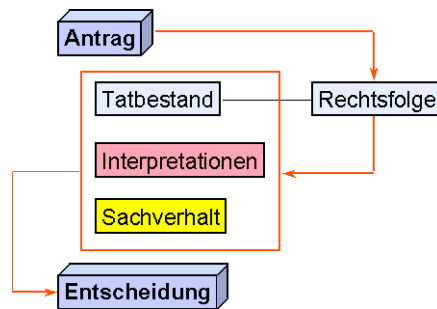 Antrag
Tatbestand
Rechtsfolge
Interpretationen
Sachverhalt
Entscheidung